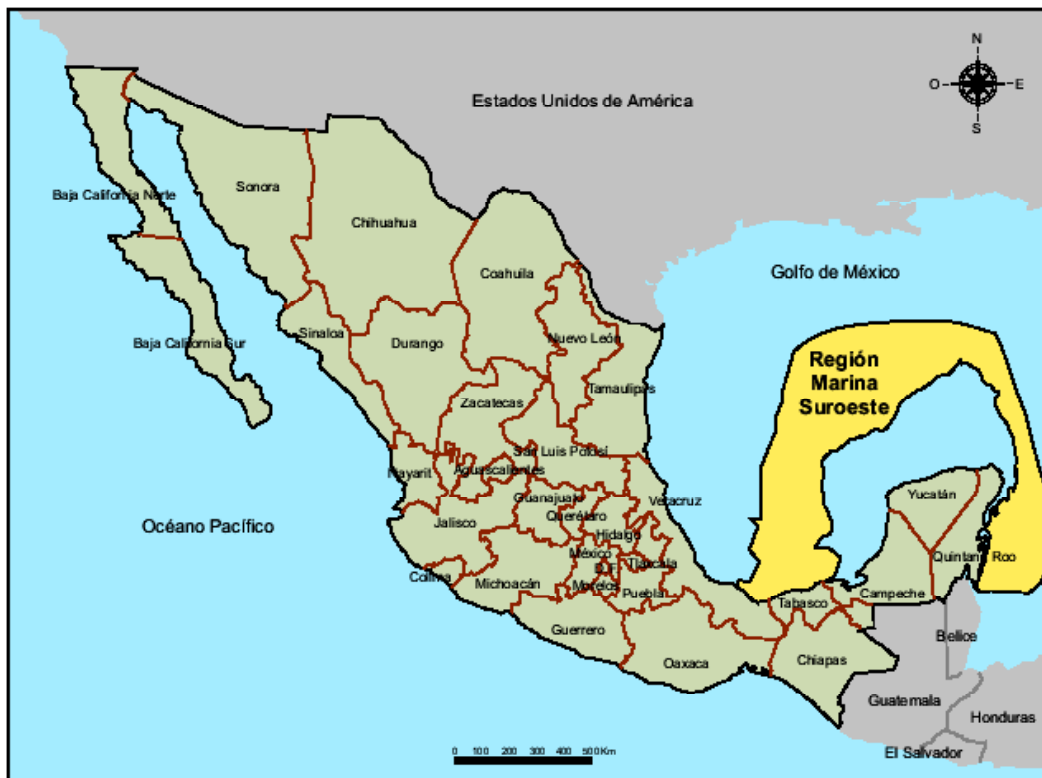 N
Estados Unidos de América
O
E
S
Baja California Norte
Sonora
Chihuahua
Coahuila
Golfo de México
Sinaloa
Durango
Nuevo León
Baja California Sur
Región
Marina
Suroeste
Tamaulipas
Zacatecas
San Luis Potosí
Nayarit
Aguascalientes
Guanajuato
Veracruz
Yucatán
Océano Pacífico
Jalisco
Querétaro
Hidalgo
México
Tlaxcala
Quintana Roo
Colima
Michoacán
D.F.
Morelos
Puebla
Tabasco
Campeche
Guerrero
Oaxaca
Chiapas
Belice
Guatemala
Honduras
El Salvador
0 100 200 300 400 500 Km